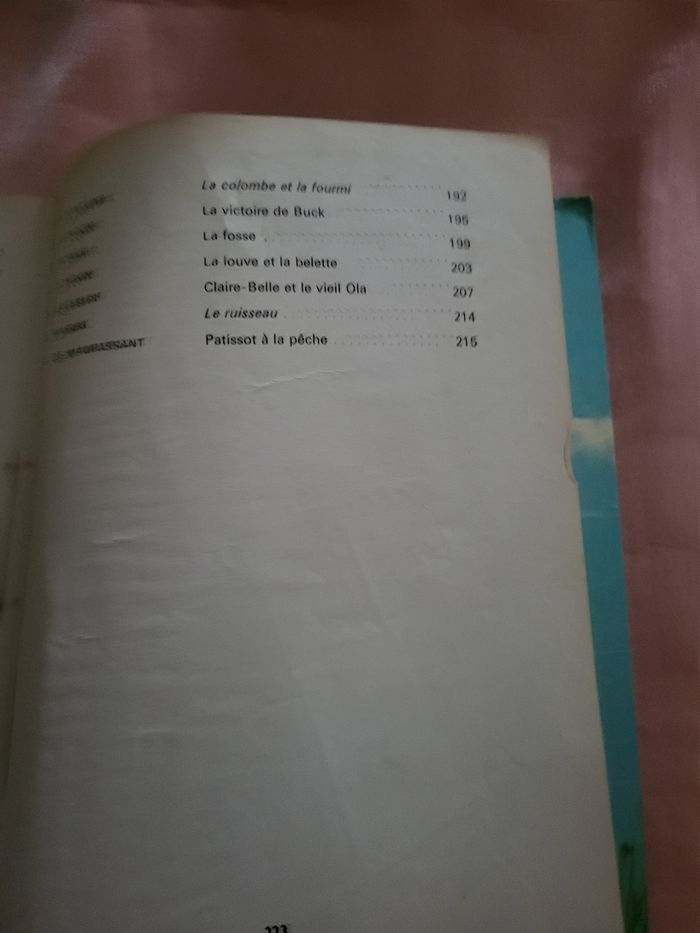 La colombe et la fourmi 192
La victoire de Buck 195
La fosse 199
La louve et la belette 203
Claire-Belle et le vieil Ola 207
Le ruisseau 214
MAUPASSANT Patissot à la pêche 215
223